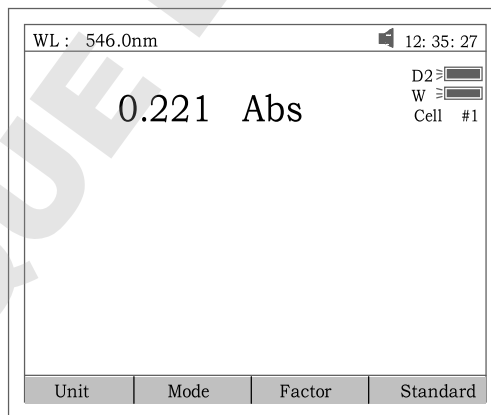 WL :   546.0nm   12: 35: 27
D2
0.221   Abs
W
Cell   #1
Unit   Mode   Factor   Standard